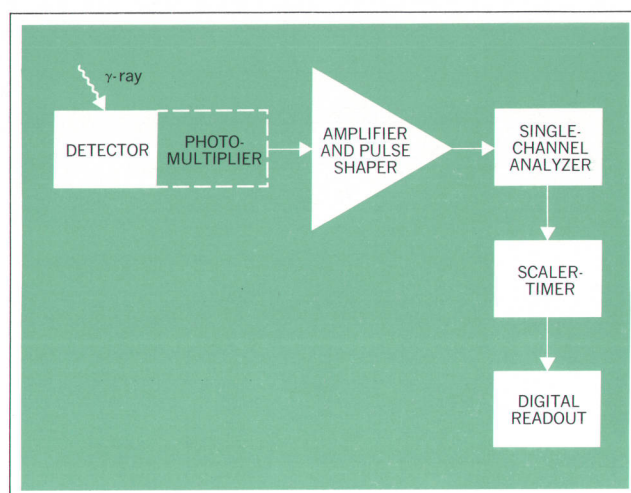 γ-ray
DETECTOR
PHOTO-
MULTIPLIER
AMPLIFIER
AND PULSE
SHAPER
SINGLE-
CHANNEL
ANALYZER
SCALER-
TIMER
DIGITAL
READOUT